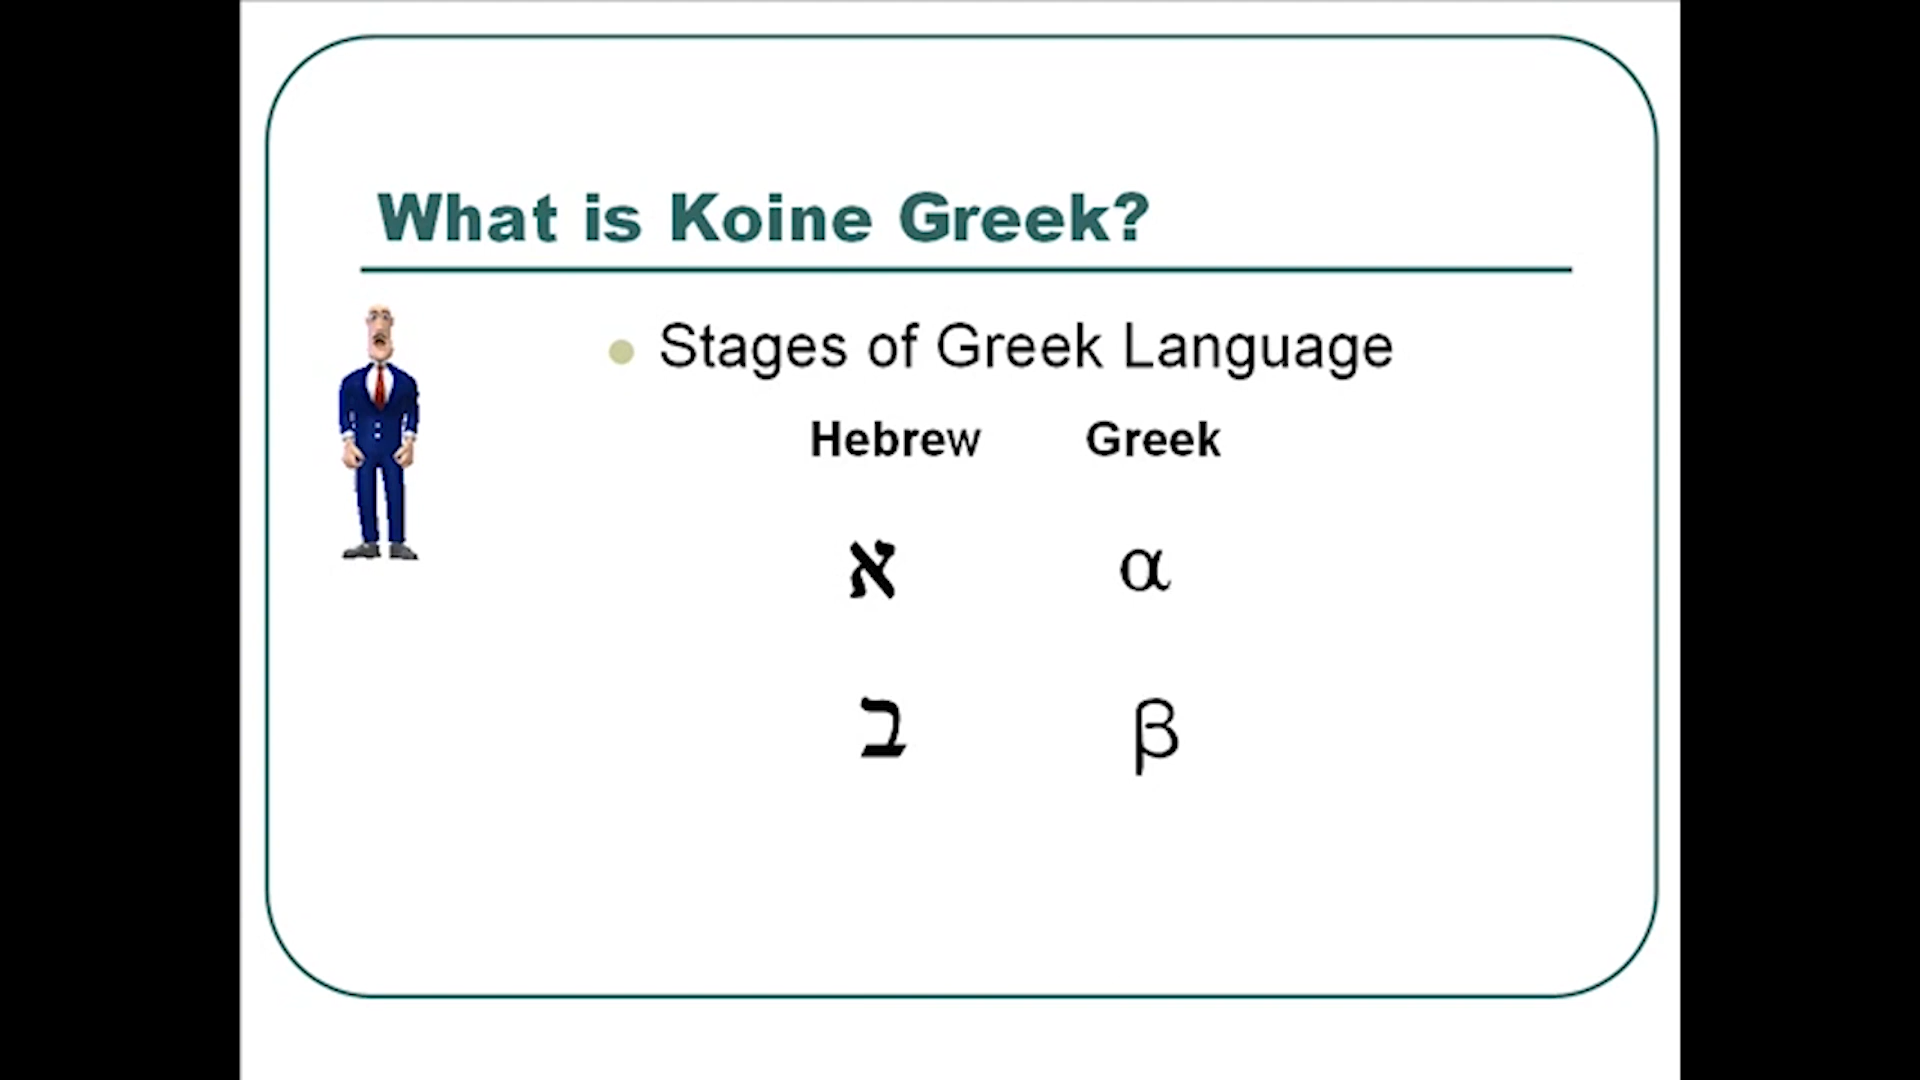 What is Koine Greek?
Stages of Greek Language
Hebrew Greek
א α
ב β